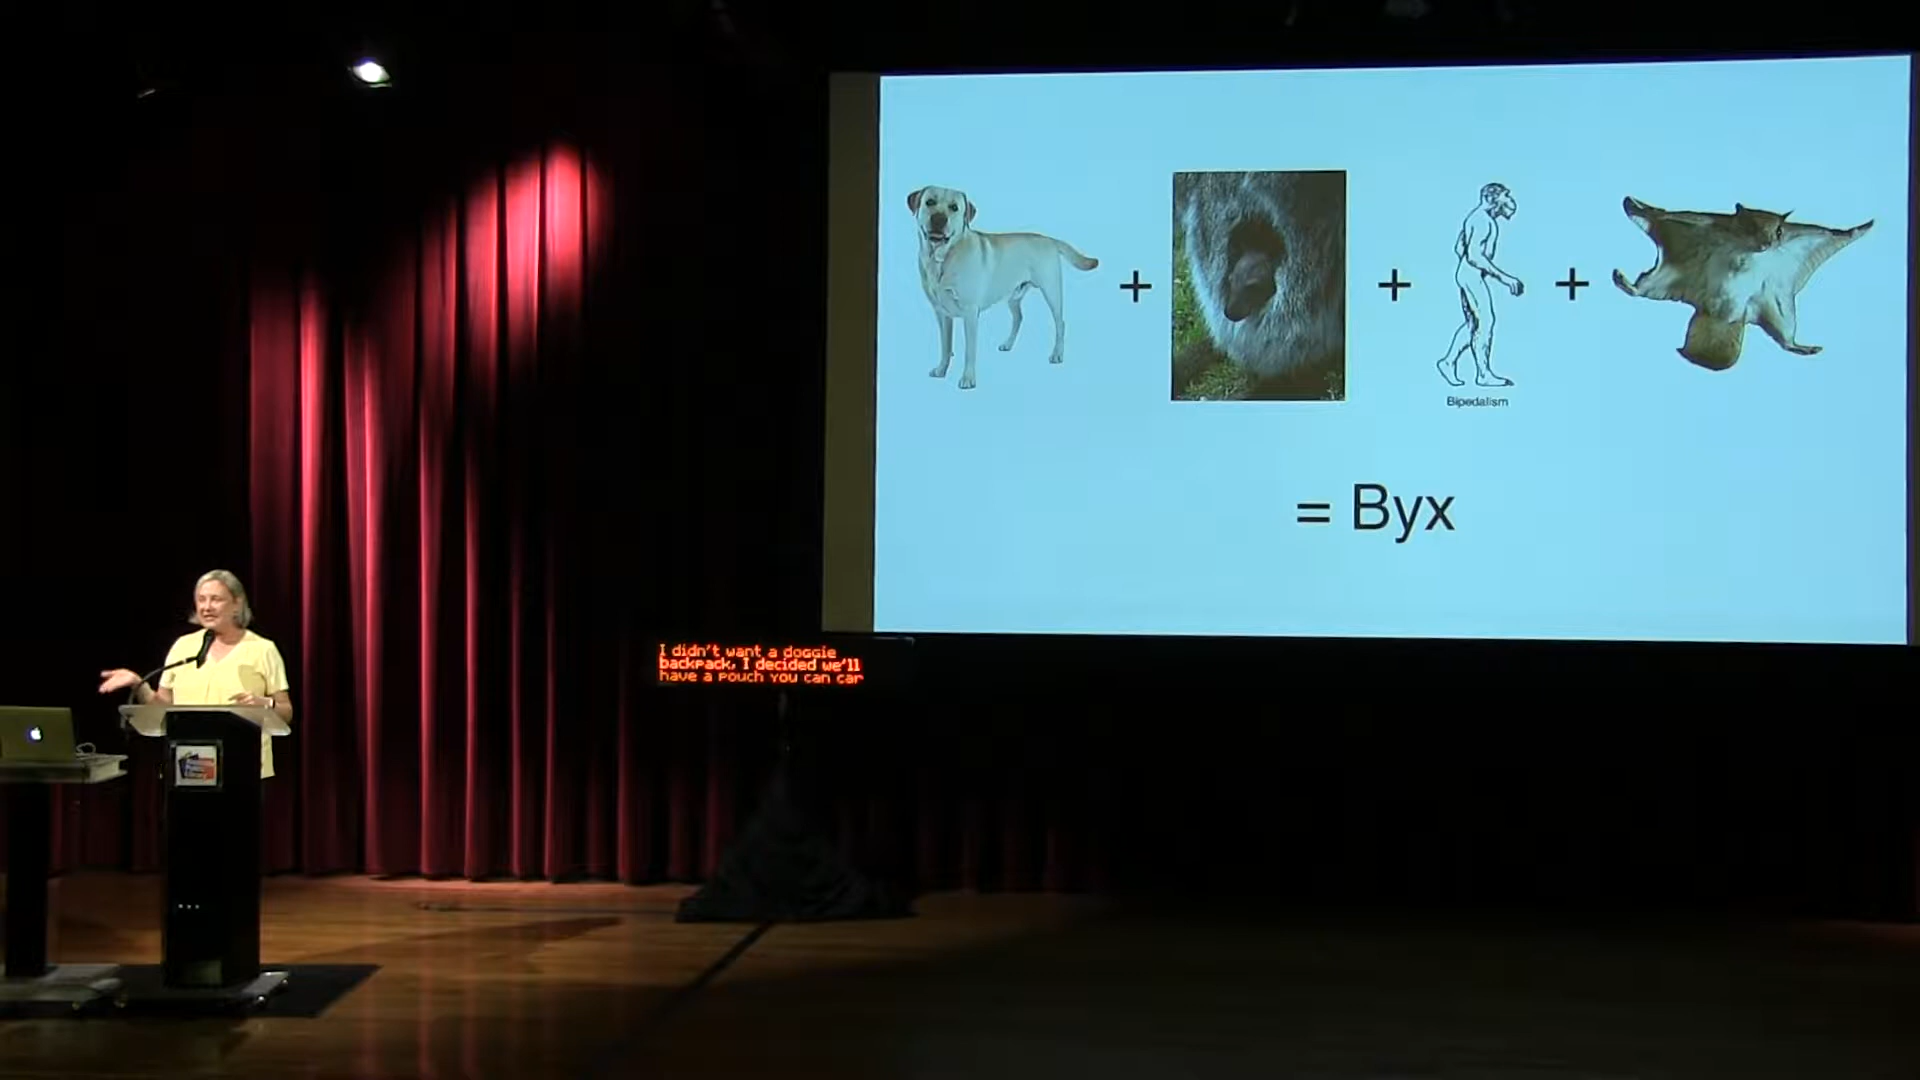 + + +
Bipedalism
= Byx
I didn't want a doggie
backpack, I decided we'll
have a pouch you can car